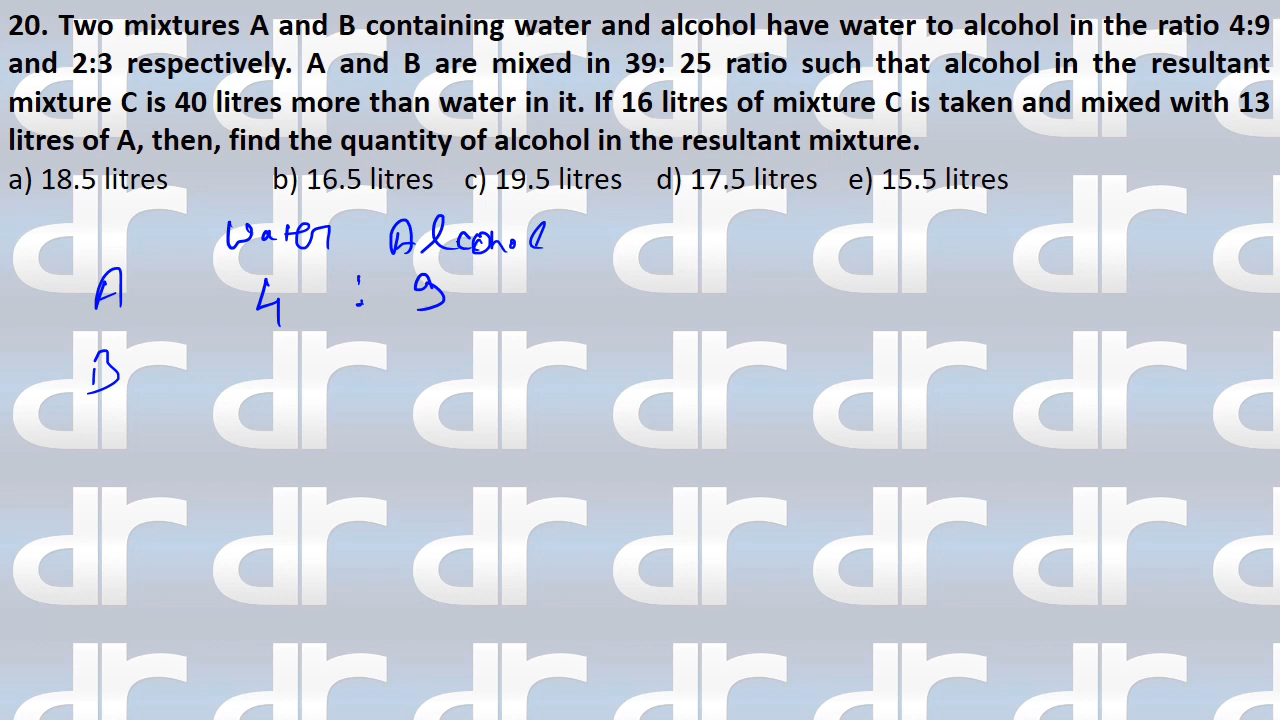 20. Two mixtures A and B containing water and alcohol have water to alcohol in the ratio 4:9
and 2:3 respectively. A and B are mixed in 39: 25 ratio such that alcohol in the resultant
mixture C is 40 litres more than water in it. If 16 litres of mixture C is taken and mixed with 13
litres of A, then, find the quantity of alcohol in the resultant mixture.
a) 18.5 litres b) 16.5 litres c) 19.5 litres d) 17.5 litres e) 15.5 litres
Water Alcohol
A 4 : 9
B